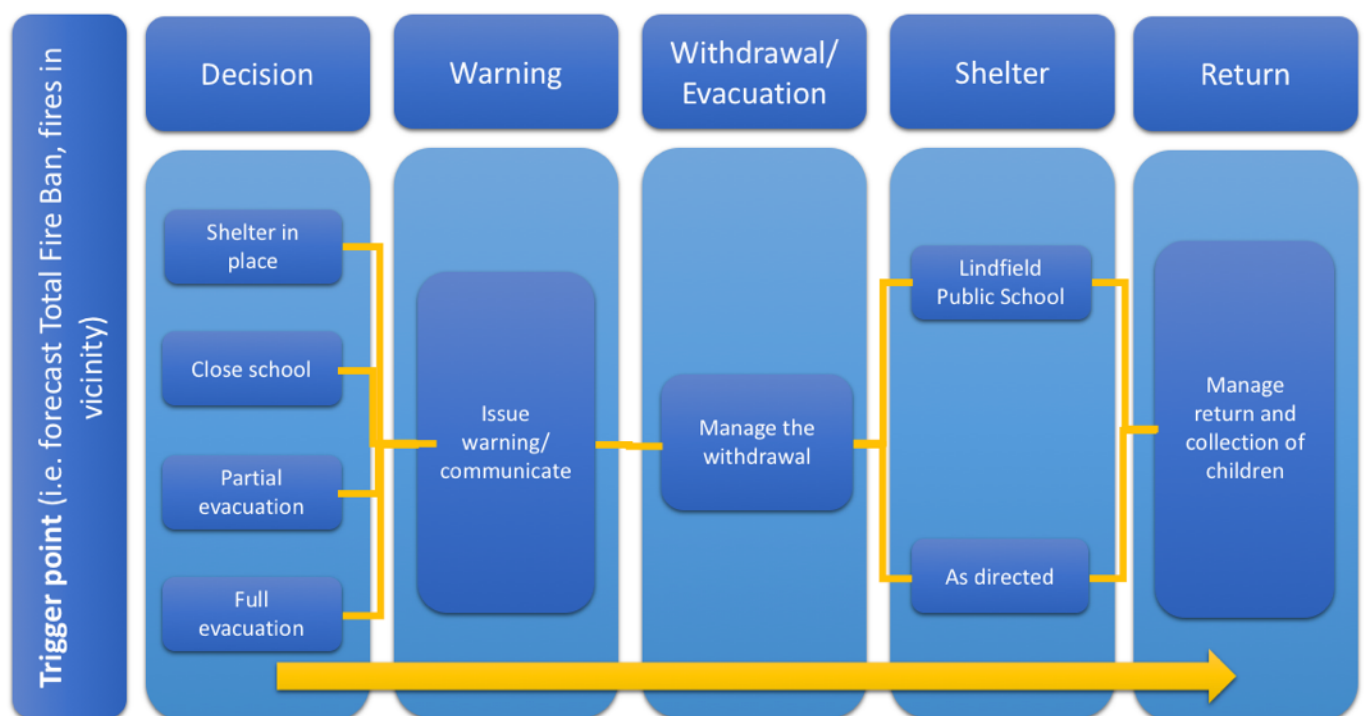 Trigger point (i.e. forecast Total Fire Ban, fires in
vicinity)
Decision
Warning
Withdrawal/
Evacuation
Shelter
Return
Shelter in
place
Close school
Partial
evacuation
Full
evacuation
Issue
warning/
communicate
Manage the
withdrawal
Lindfield
Public School
As directed
Manage
return and
collection of
children